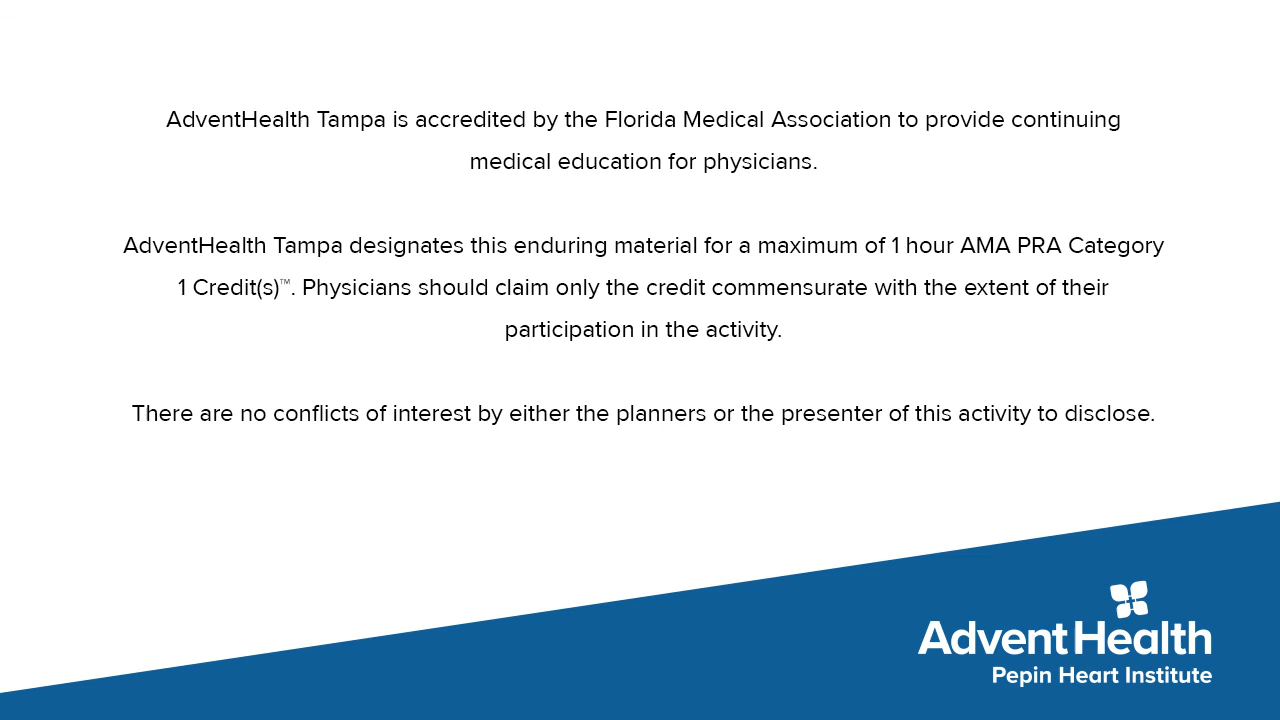 AdventHealth Tampa is accredited by the Florida Medical Association to provide continuing
medical education for physicians.
AdventHealth Tampa designates this enduring material for a maximum of 1 hour AMA PRA Category
1 Credit(s)™. Physicians should claim only the credit commensurate with the extent of their
participation in the activity.
There are no conflicts of interest by either the planners or the presenter of this activity to disclose.
AdventHealth
Pepin Heart Institute